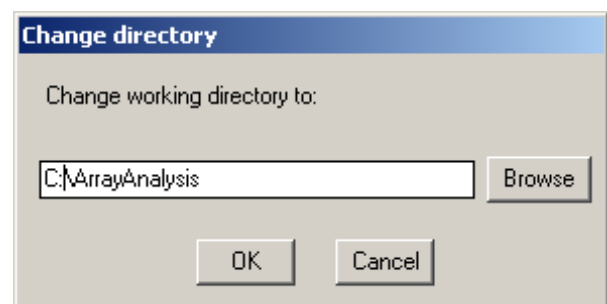 Change directory
Change working directory to:
C:\ArrayAnalysis
Browse
OK
Cancel